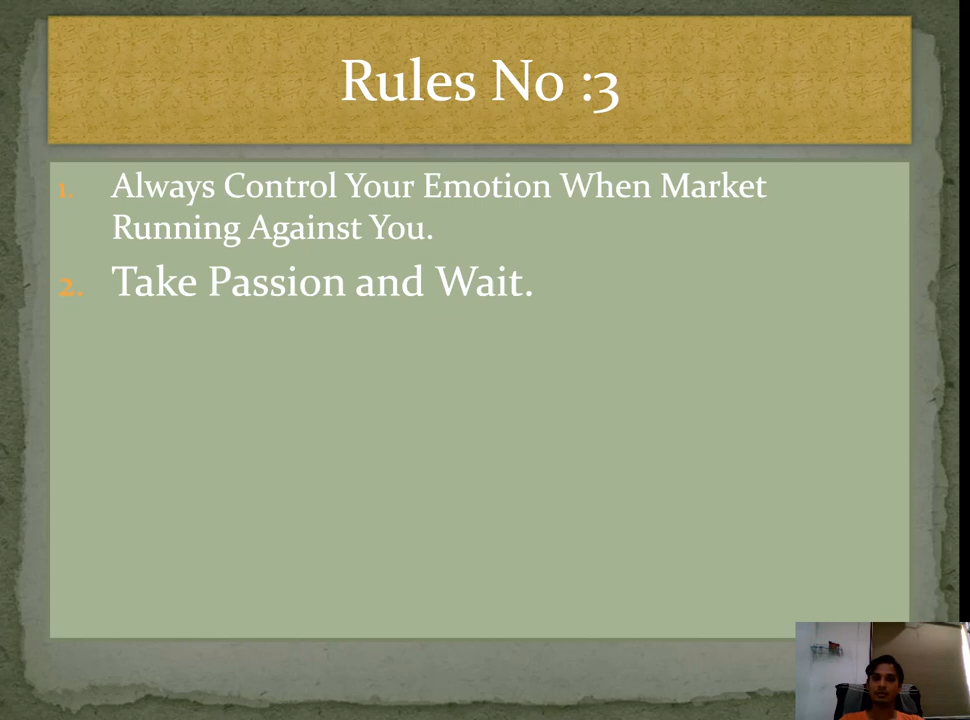 Rules No :3
1. Always Control Your Emotion When Market
Running Against You.
2. Take Passion and Wait.